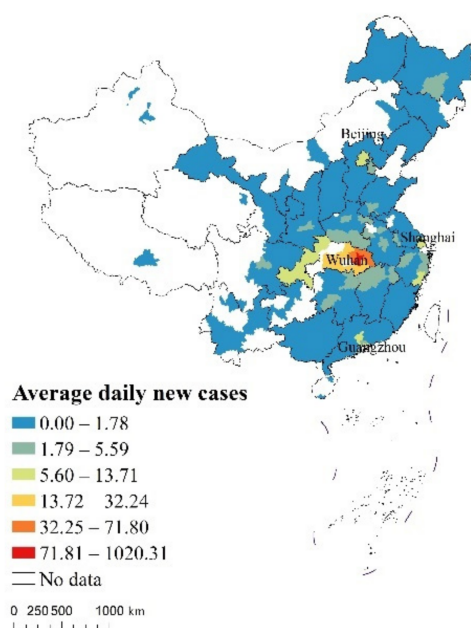 Beijing
Shanghai
Wuhan
Guangzhou
Average daily new cases
0.00 – 1.78
1.79 – 5.59
5.60 – 13.71
13.72 32.24
32.25 – 71.80
71.81 – 1020.31
No data
0 250 500 1000 km